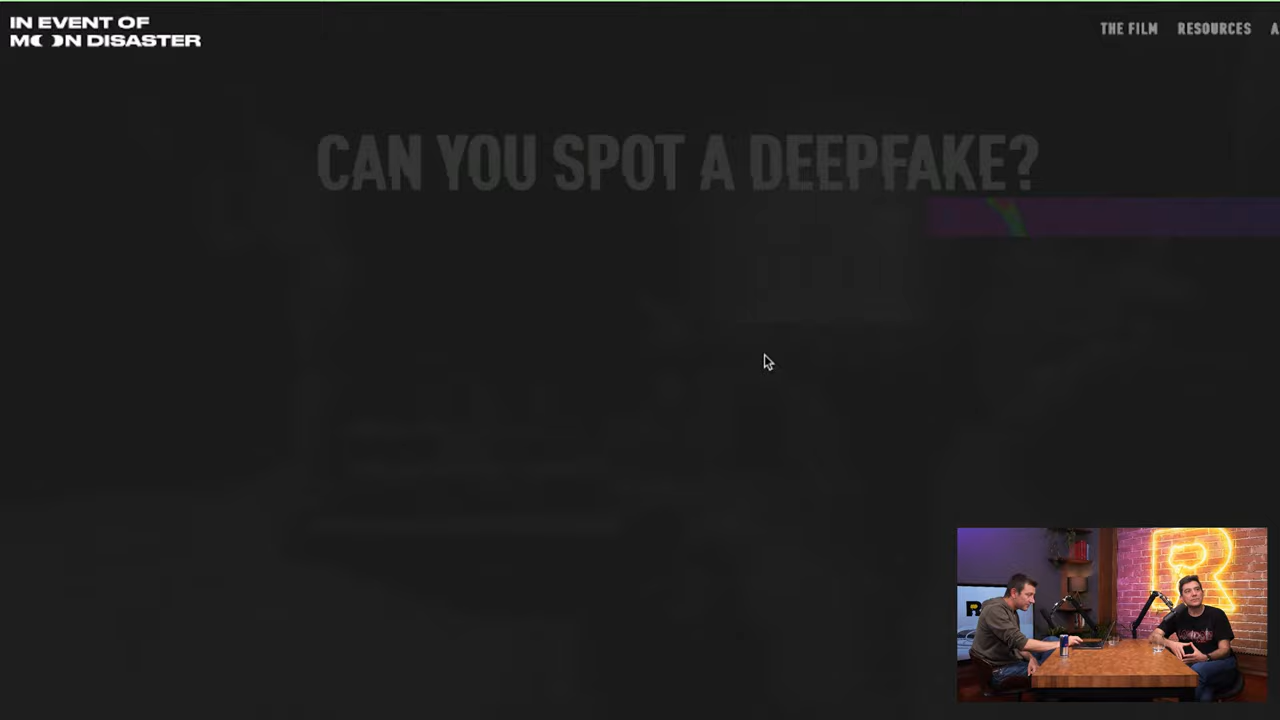 IN EVENT OF
MOON DISASTER
THE FILM
RESOURCES
A
CAN YOU SPOT A DEEPFAKE?
R
R